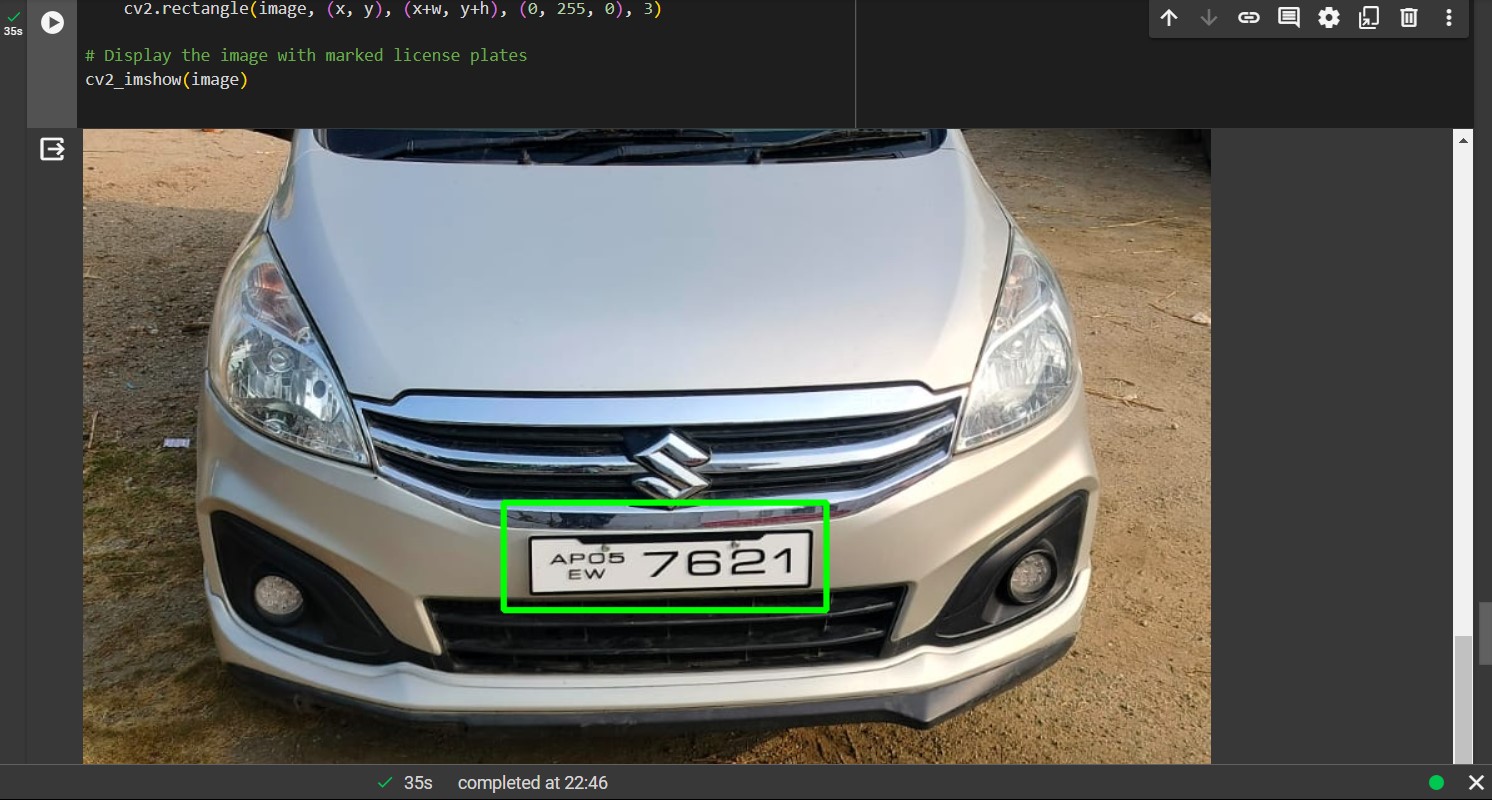 cv2.rectangle(image, (x, y), (x+w, y+h), (0, 255, 0), 3)
35s
# Display the image with marked license plates
cv2_imshow(image)
AP05
EW
7621
35s completed at 22:46